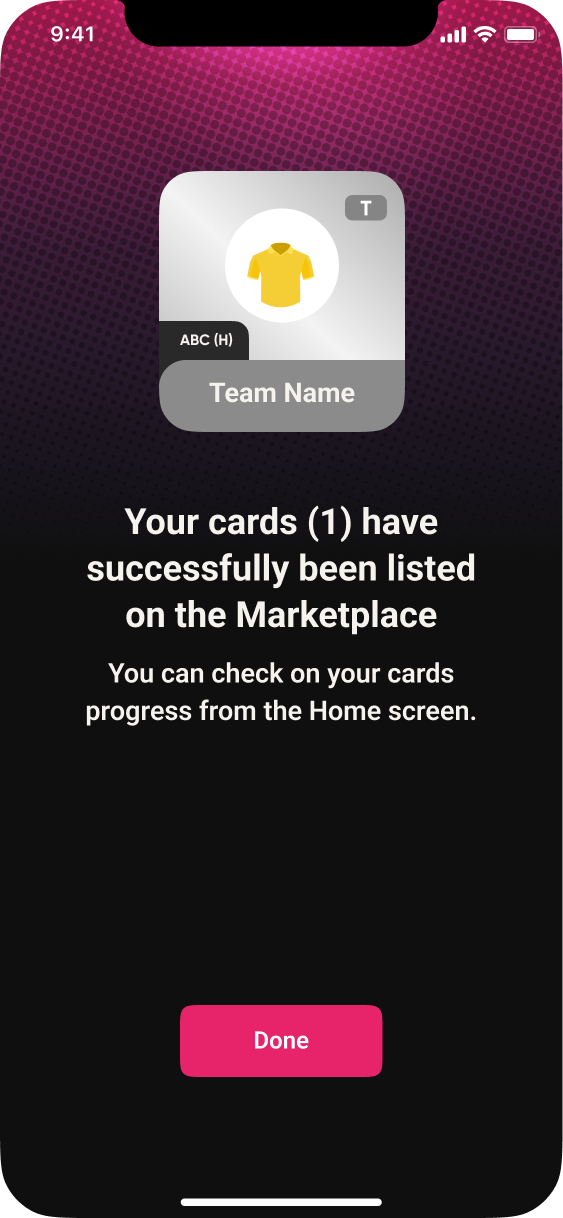 9:41
T
ABC (H)
Team Name
Your cards (1) have
successfully been listed
on the Marketplace
You can check on your cards
progress from the Home screen.
Done